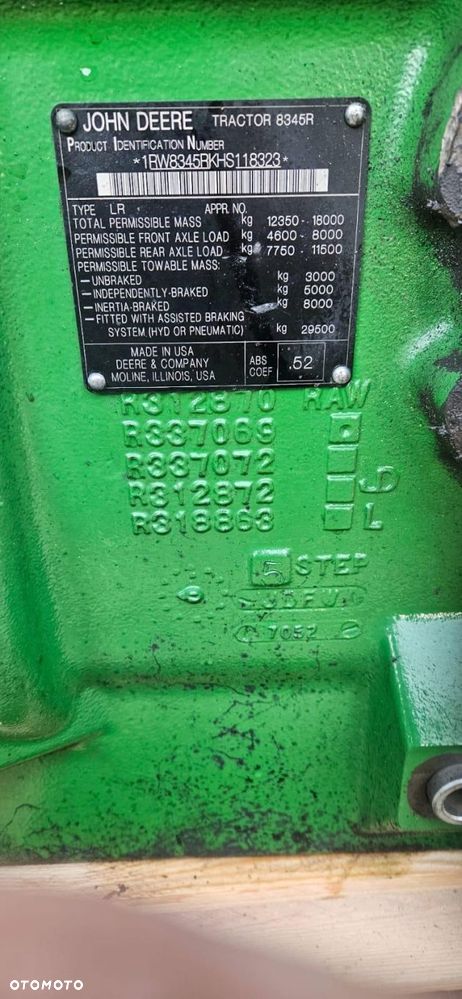 JOHN DEERE TRACTOR 8345R
PRODUCT IDENTIFICATION NUMBER
*1RW8345RKHS118323*
TYPE LR APPR. NO.
TOTAL PERMISSIBLE MASS kg 12350 - 18000
PERMISSIBLE FRONT AXLE LOAD kg 4600 - 8000
PERMISSIBLE REAR AXLE LOAD kg 7750 11500
PERMISSIBLE TOWABLE MASS:
—UNBRAKED kg 3000
—INDEPENDENTLY-BRAKED kg 5000
—INERTIA-BRAKED kg 8000
—FITTED WITH ASSISTED BRAKING
SYSTEM (HYD OR PNEUMATIC) kg 29500
MADE IN USA
DEERE & COMPANY
MOLINE, ILLINOIS, USA
ABS
COEF
.52
R312870 RAW
R337069
R337072
R312872
R318863 L
5 STEP
7052
OTOMOTO